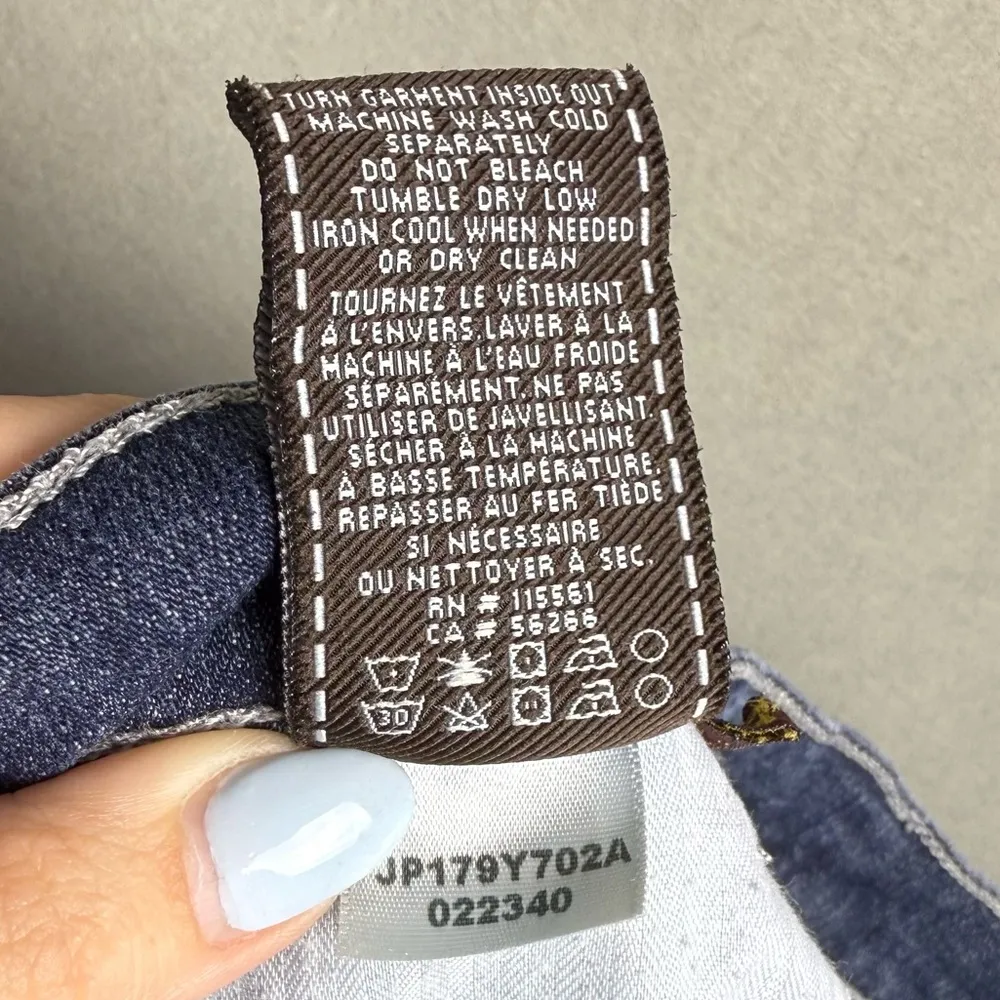 TURN GARMENT INSIDE OUT
MACHINE WASH COLD
SEPARATELY
DO NOT BLEACH
TUMBLE DRY LOW
IRON COOL WHEN NEEDED
OR DRY CLEAN
TOURNEZ LE VÊTEMENT
À L'ENVERS.LAVER À LA
MACHINE À L'EAU FROIDE
SÉPARÉMENT.NE PAS
UTILISER DE JAVELLISANT.
SÉCHER À LA MACHINE
À BASSE TEMPÉRATURE.
REPASSER AU FER TIÈDE
SI NÉCESSAIRE
OU NETTOYER À SEC.
RN # 115561
CA # 56266
30
JP179Y702A
022340